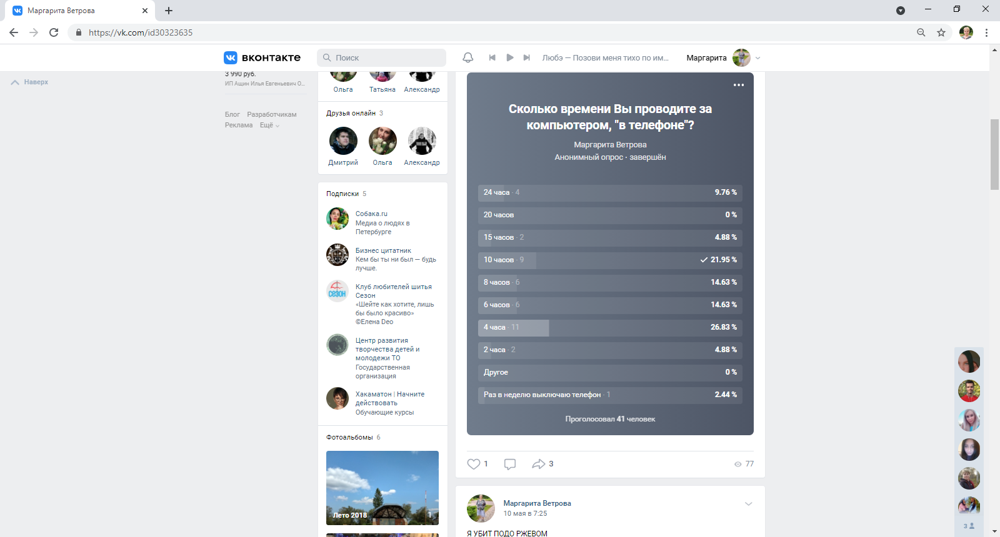 Маргарита Ветрова
https://vk.com/id30323635
вконтакте
Поиск
Любэ — Позови меня тихо по им...
Маргарита
Наверх
3 990 руб.
ИП Ащин Илья Евгеньевич О...
Блог Разработчикам
Реклама Ещё
Ольга Татьяна Александр
Друзья онлайн 3
Дмитрий Ольга Александр
Подписки 5
Собака.ru
Медиа о людях в
Петербурге
Бизнес цитатник
Кем бы ты ни был — будь
лучше.
Клуб любителей шитья
Сезон
«Шейте как хотите, лишь
бы было красиво»
©Елена Deo
СЕЗОН
Центр развития
творчества детей и
молодежи ТО
Государственная
организация
Хакаматон | Начните
действовать
Обучающие курсы
Фотоальбомы 6
Лето 2018 1
Сколько времени Вы проводите за
компьютером, "в телефоне"?
Маргарита Ветрова
Анонимный опрос · завершён
24 часа · 4 9.76 %
20 часов 0 %
15 часов · 2 4.88 %
10 часов · 9 21.95 %
8 часов · 6 14.63 %
6 часов · 6 14.63 %
4 часа · 11 26.83 %
2 часа · 2 4.88 %
Другое 0 %
Раз в неделю выключаю телефон · 1 2.44 %
Проголосовал 41 человек
1 3 77
Маргарита Ветрова
10 мая в 7:25
Я УБИТ ПОДО РЖЕВОМ
3